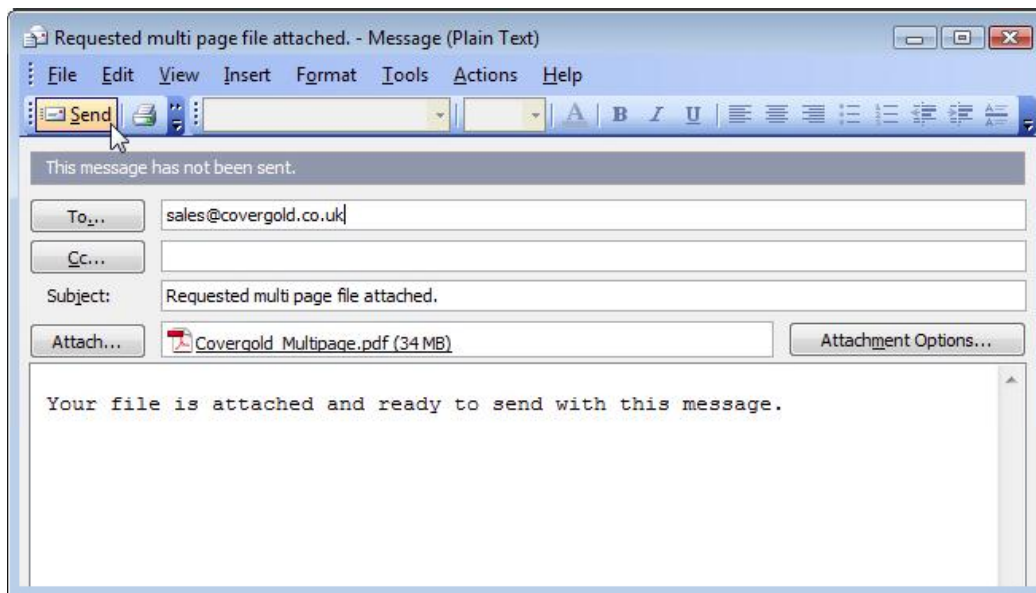 Requested multi page file attached. - Message (Plain Text)
File Edit View Insert Format Tools Actions Help
Send A B I U
This message has not been sent.
To... sales@covergold.co.uk
Cc...
Subject: Requested multi page file attached.
Attach... Covergold_Multipage.pdf (34 MB) Attachment Options...
Your file is attached and ready to send with this message.